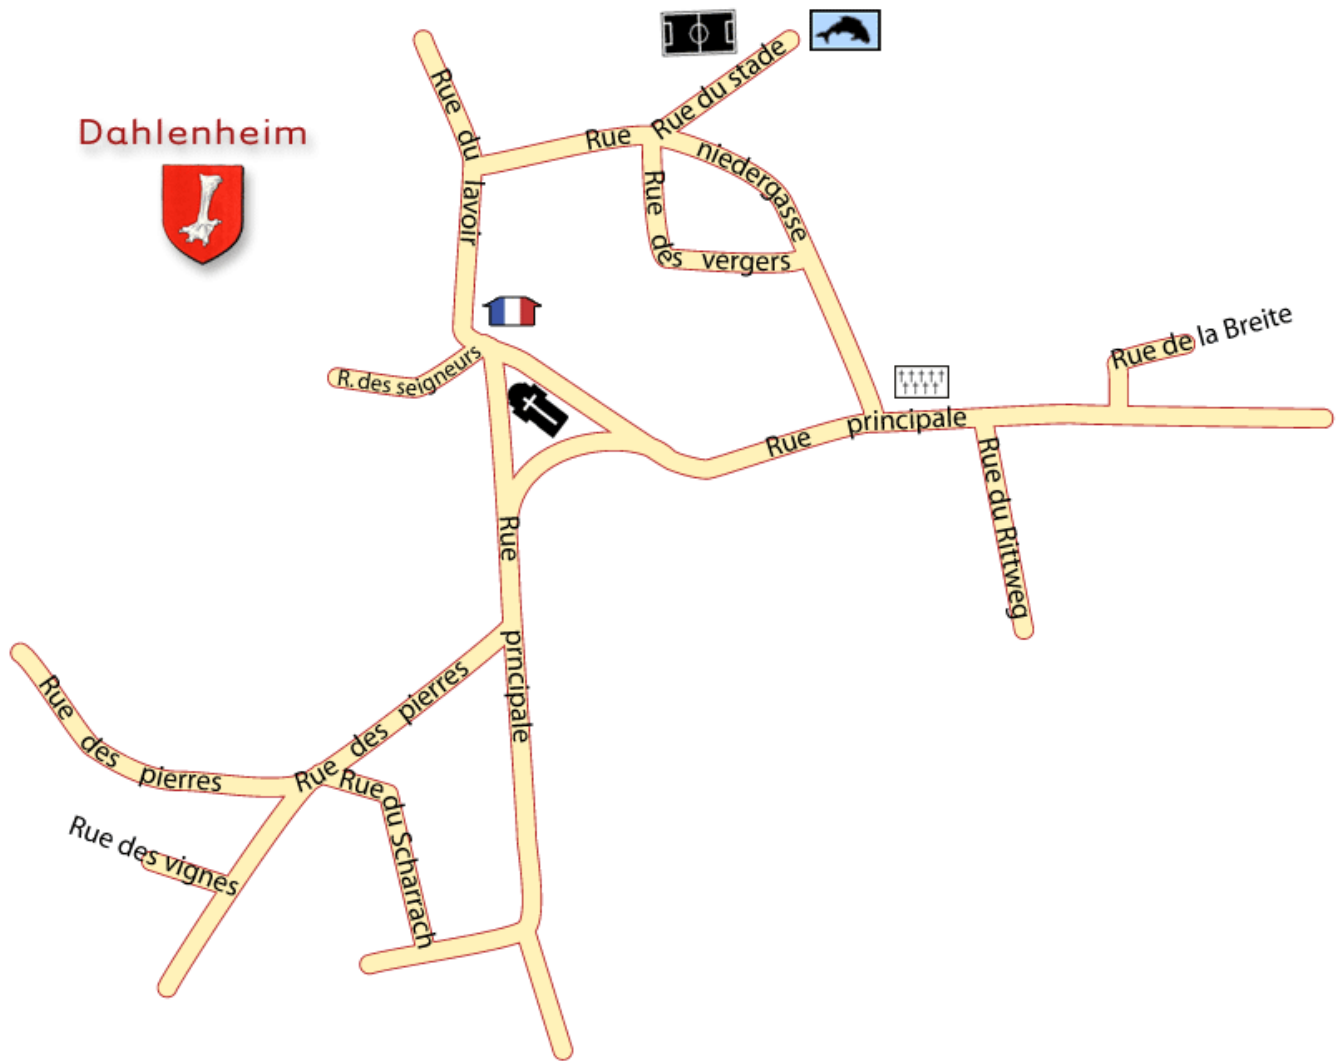 Rue du stade
Rue du lavoir
Dahlenheim
Rue niedergasse
Rue des vergers
Rue de la Breite
R. des seigneurs
Rue principale
Rue du Rittweg
Rue prncipale
Rue des pierres
Rue des pierres
Rue du Scharrach
Rue des vignes